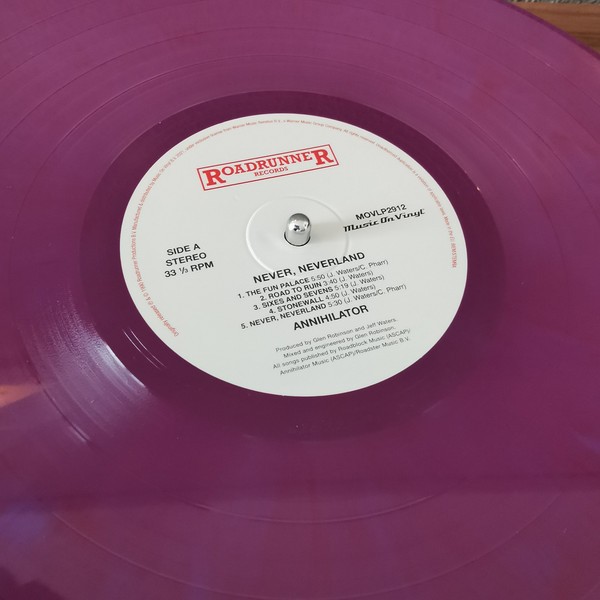 ROADRUNNER
RECORDS
MOVLP2912
Music On Vinyl
SIDE A
STEREO
33 ⅓ RPM
NEVER, NEVERLAND
1. THE FUN PALACE 5:50 (J. Waters/C. Pharr)
2. ROAD TO RUIN 3:40 (J. Waters)
3. SIXES AND SEVENS 5:19 (J. Waters)
4. STONEWALL 4:50 (J. Waters)
5. NEVER, NEVERLAND 5:30 (J. Waters/C. Pharr)
ANNIHILATOR
Produced by Glen Robinson and Jeff Waters.
Mixed and engineered by Glen Robinson.
All songs published by Roadblock Music (ASCAP)/
Annihilator Music (ASCAP)/Roadster Music B.V.